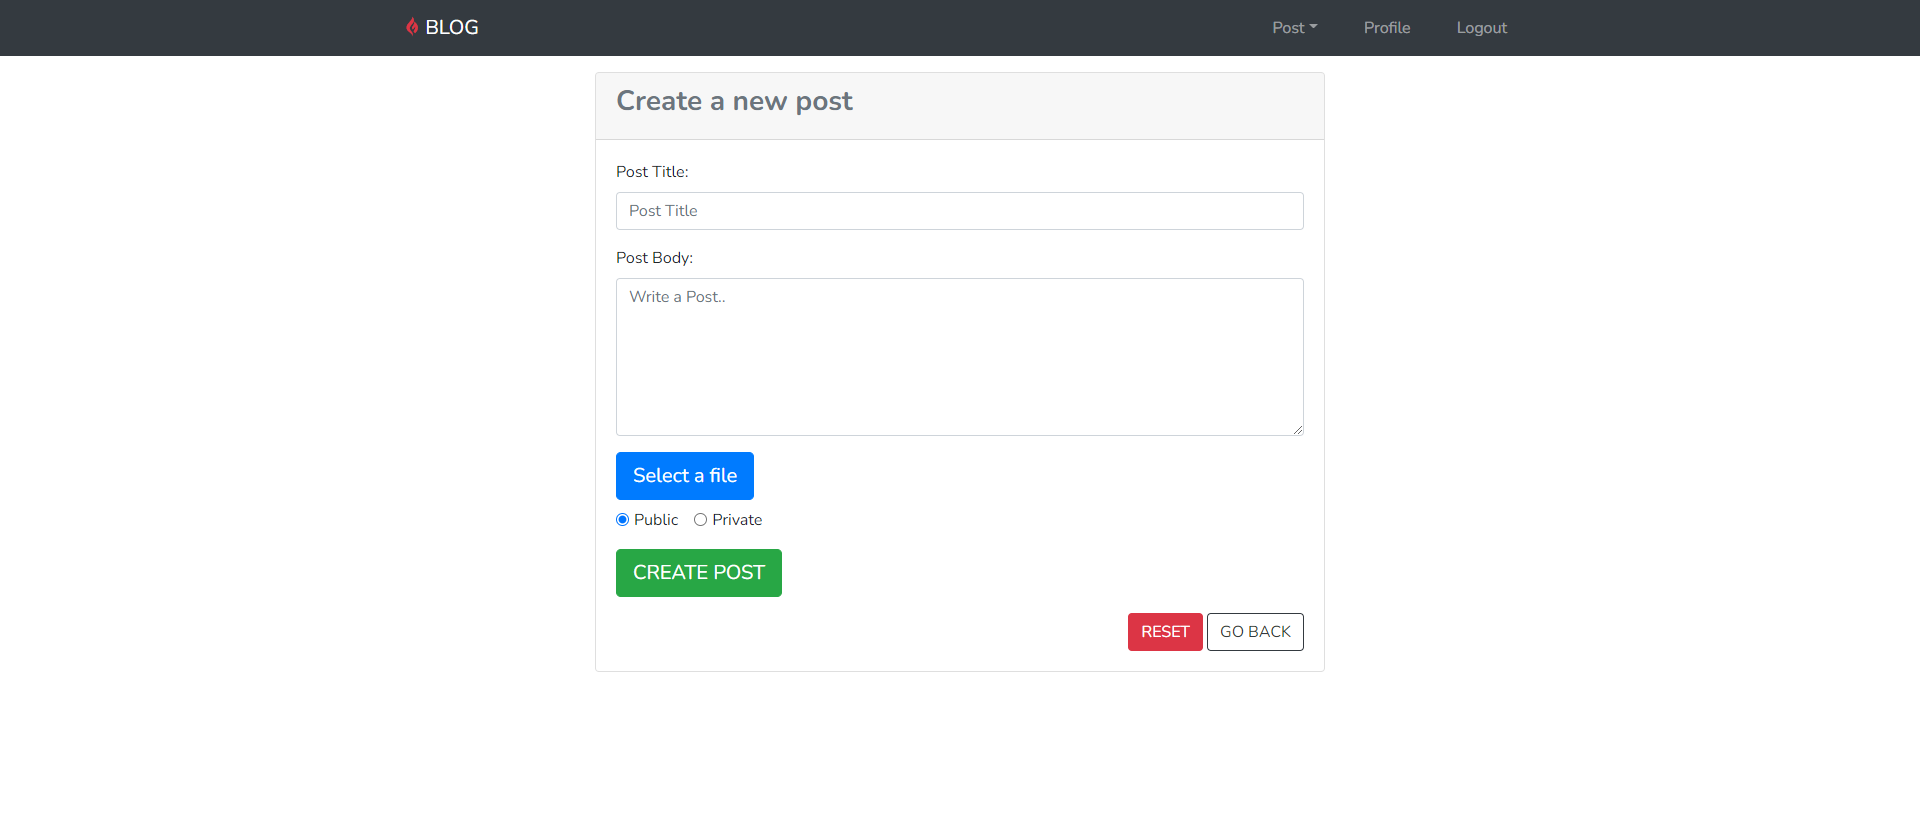 BLOG Post Profile Logout
Create a new post
Post Title:
Post Title
Post Body:
Write a Post..
Select a file
Public Private
CREATE POST
RESET GO BACK